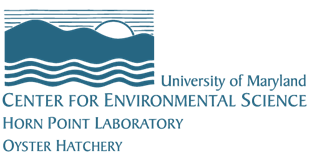 University of Maryland
CENTER FOR ENVIRONMENTAL SCIENCE
HORN POINT LABORATORY
OYSTER HATCHERY